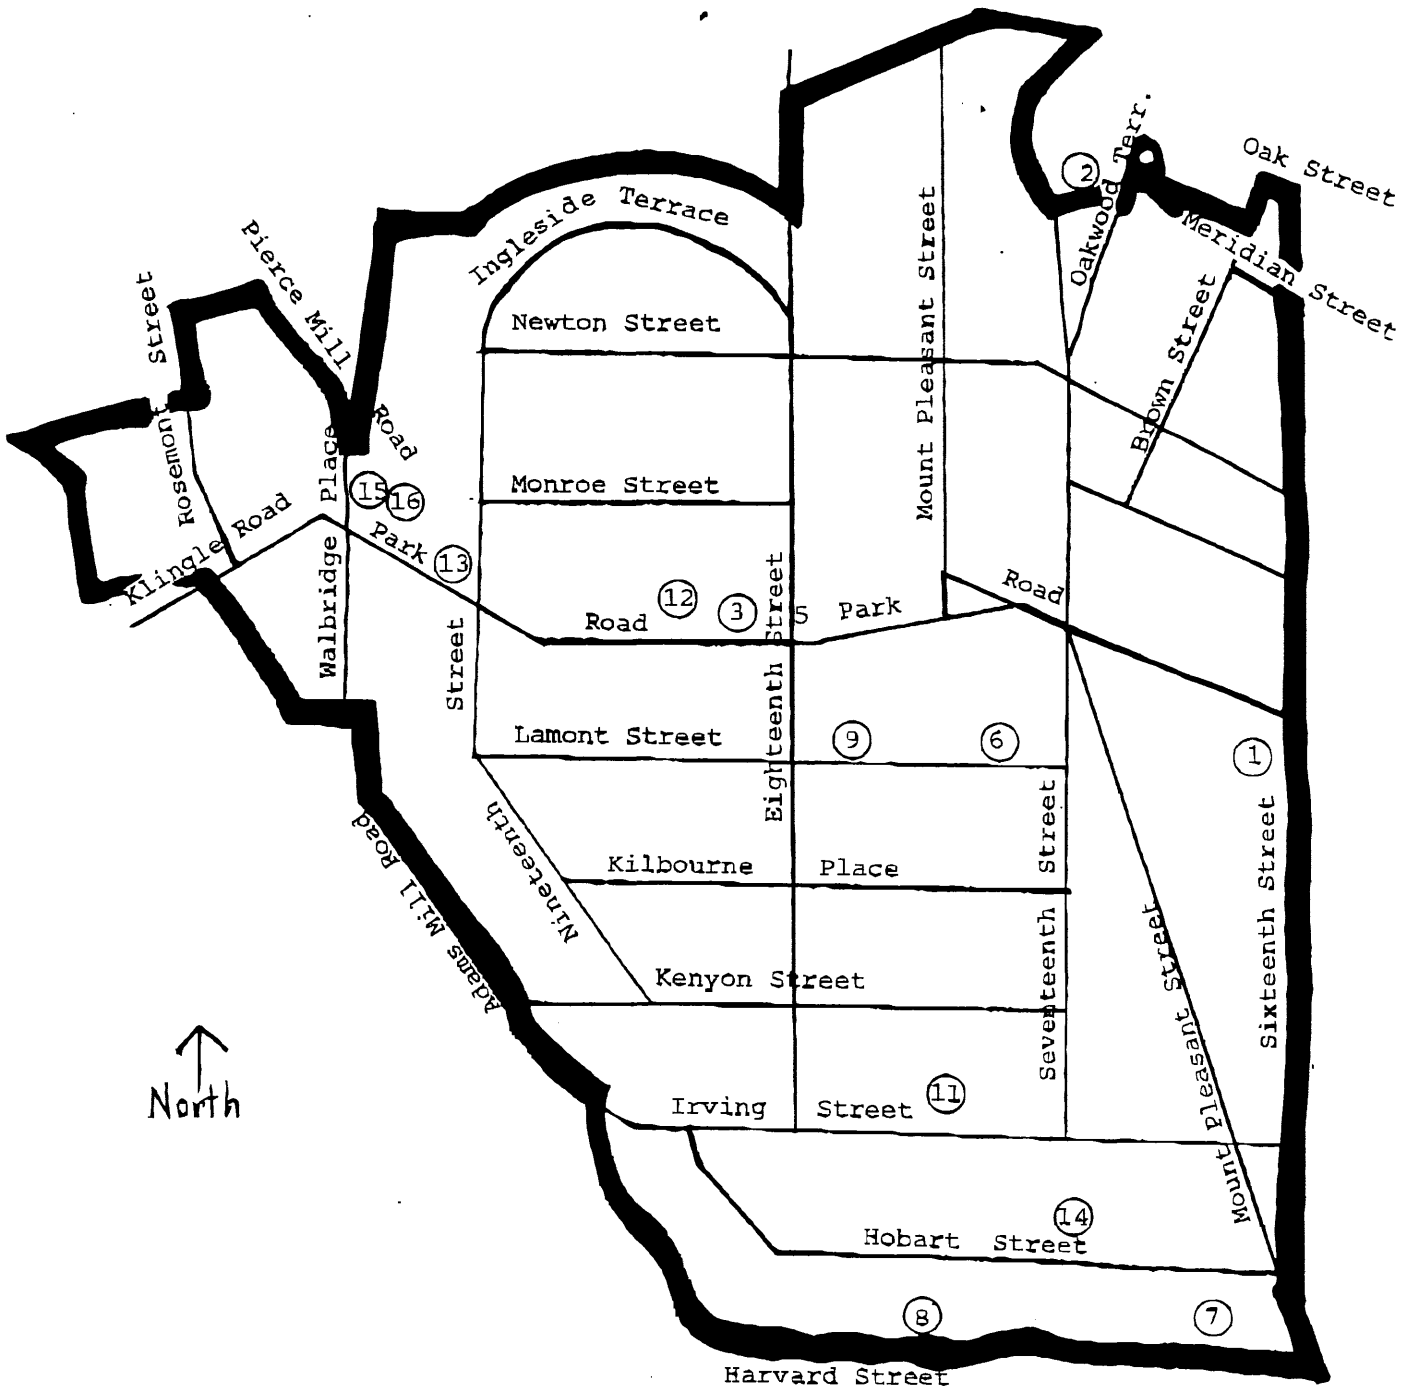 Oak Street
Oakwood Terr.
2
Meridian Street
Ingleside Terrace
Pierce Mill
Road
Rosemont Street
Mount Pleasant Street
Brown Street
Newton Street
Walbridge Place
15
16
Monroe Street
Klingle Road
Park
13
Road
12
3
5
Park
Road
Eighteenth Street
Lamont Street
9
6
1
Nineteenth Street
Adams Mill Road
Kilbourne Place
Seventeenth Street
Mount Pleasant Street
Sixteenth Street
Kenyon Street
North
Irving Street
11
14
Hobart Street
8
7
Harvard Street